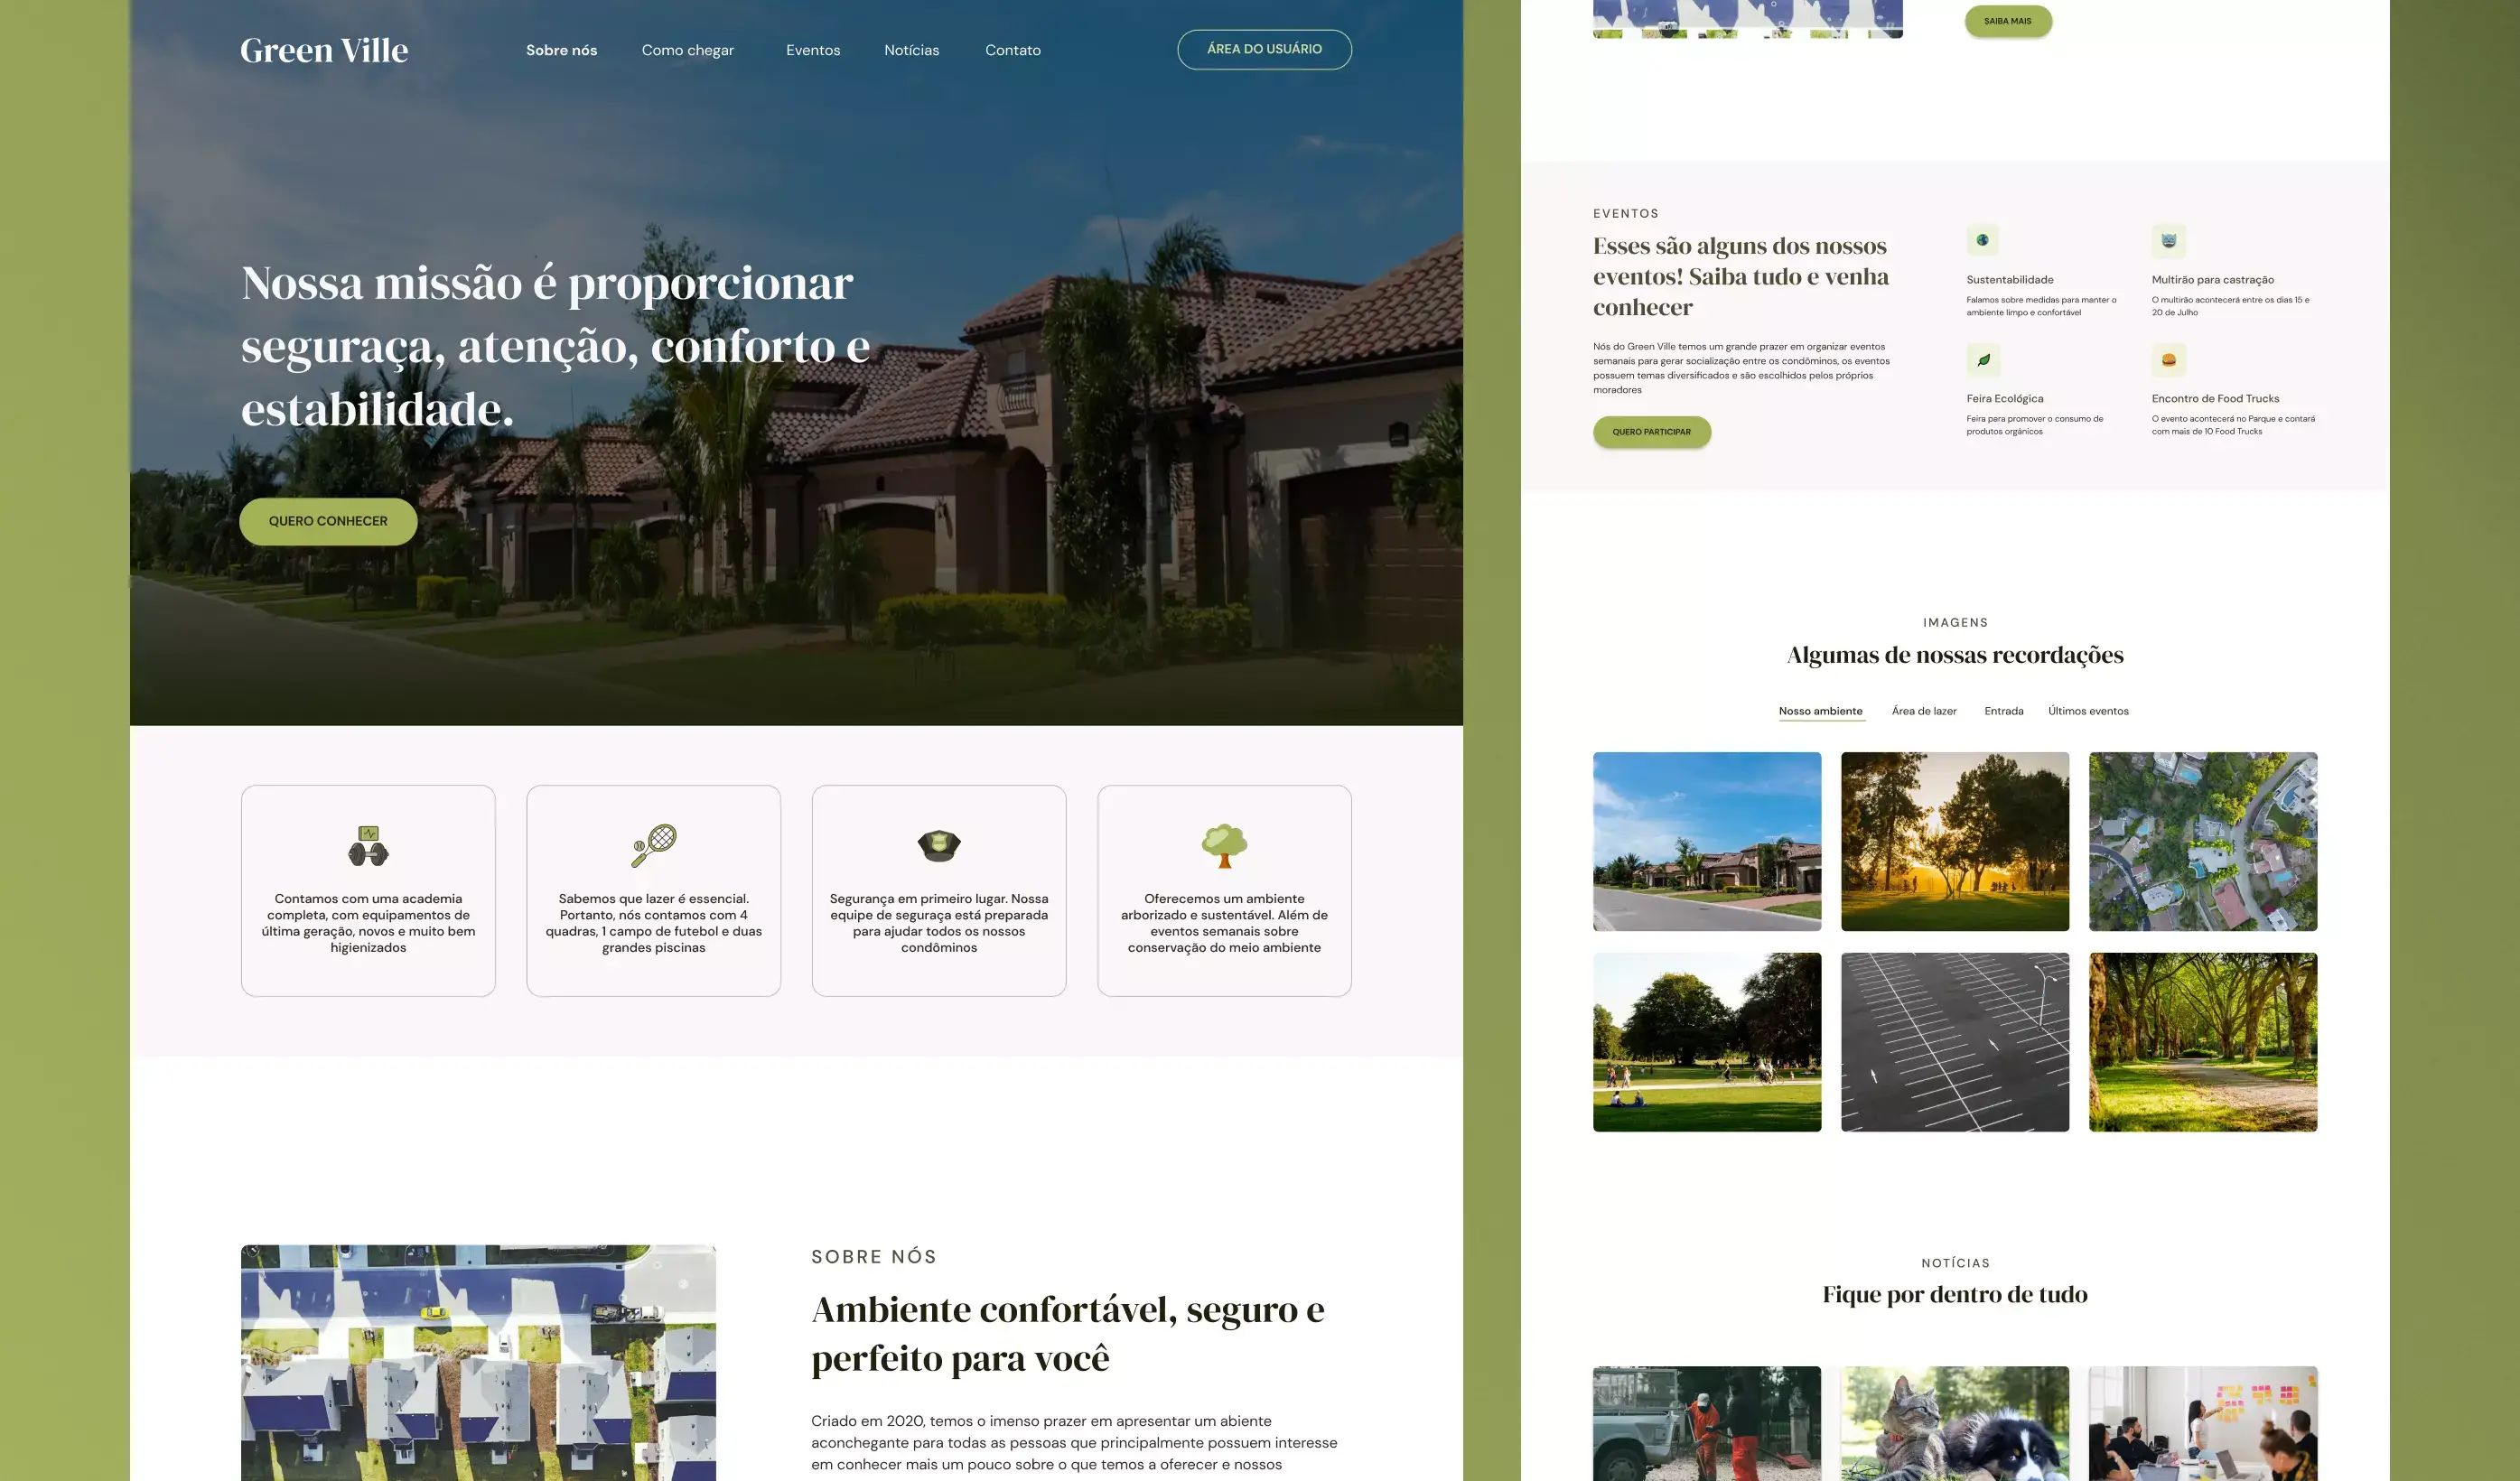 Green Ville
Sobre nós
Como chegar
Eventos
Notícias
Contato
ÁREA DO USUÁRIO
Nossa missão é proporcionar
seguraça, atenção, conforto e
estabilidade.
QUERO CONHECER
Contamos com uma academia
completa, com equipamentos de
última geração, novos e muito bem
higienizados
Sabemos que lazer é essencial.
Portanto, nós contamos com 4
quadras, 1 campo de futebol e duas
grandes piscinas
Segurança em primeiro lugar. Nossa
equipe de seguraça está preparada
para ajudar todos os nossos
condôminos
Oferecemos um ambiente
arborizado e sustentável. Além de
eventos semanais sobre
conservação do meio ambiente
SOBRE NÓS
Ambiente confortável, seguro e
perfeito para você
Criado em 2020, temos o imenso prazer em apresentar um abiente
aconchegante para todas as pessoas que principalmente possuem interesse
em conhecer mais um pouco sobre o que temos a oferecer e nossos
SAIBA MAIS
EVENTOS
Esses são alguns dos nossos
eventos! Saiba tudo e venha
conhecer
Nós do Green Ville temos um grande prazer em organizar eventos
semanais para gerar socialização entre os condôminos, os eventos
possuem temas diversificados e são escolhidos pelos próprios
moradores
QUERO PARTICIPAR
Sustentabilidade
Falamos sobre medidas para manter o
ambiente limpo e confortável
Multirão para castração
O multirão acontecerá entre os dias 15 e
20 de Julho
Feira Ecológica
Feira para promover o consumo de
produtos orgânicos
Encontro de Food Trucks
O evento acontecerá no Parque e contará
com mais de 10 Food Trucks
IMAGENS
Algumas de nossas recordações
Nosso ambiente
Área de lazer
Entrada
Últimos eventos
NOTÍCIAS
Fique por dentro de tudo